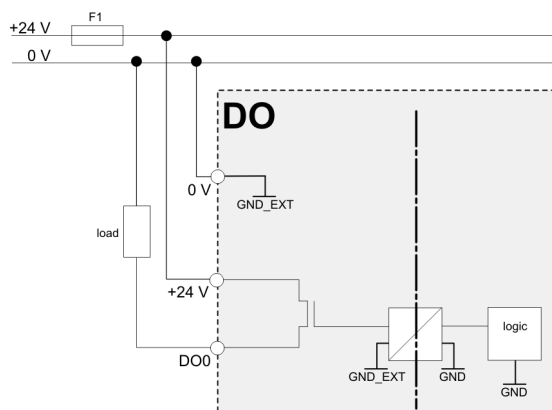 F1
+24 V
0 V
DO
0 V
GND_EXT
load
+24 V
logic
DO0
GND_EXT
GND
GND